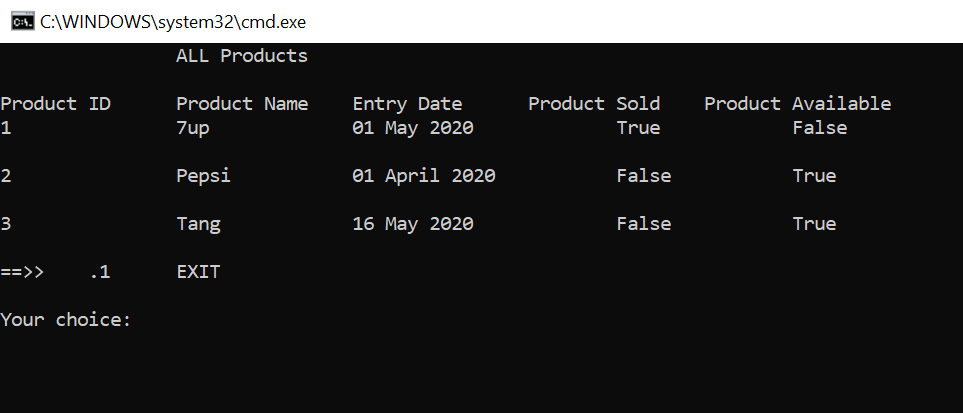 C:\WINDOWS\system32\cmd.exe
ALL Products
Product ID Product Name Entry Date Product Sold Product Available
1 7up 01 May 2020 True False
2 Pepsi 01 April 2020 False True
3 Tang 16 May 2020 False True
==>> .1 EXIT
Your choice: